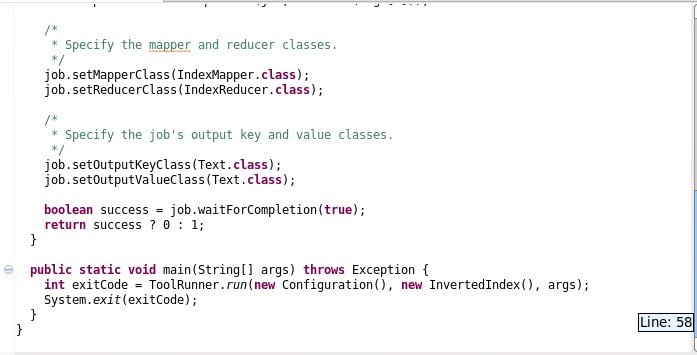 /*
* Specify the mapper and reducer classes.
*/
job.setMapperClass(IndexMapper.class);
job.setReducerClass(IndexReducer.class);
/*
* Specify the job's output key and value classes.
*/
job.setOutputKeyClass(Text.class);
job.setOutputValueClass(Text.class);
boolean success = job.waitForCompletion(true);
return success ? 0 : 1;
}
public static void main(String[] args) throws Exception {
int exitCode = ToolRunner.run(new Configuration(), new InvertedIndex(), args);
System.exit(exitCode);
}
}
Line: 58